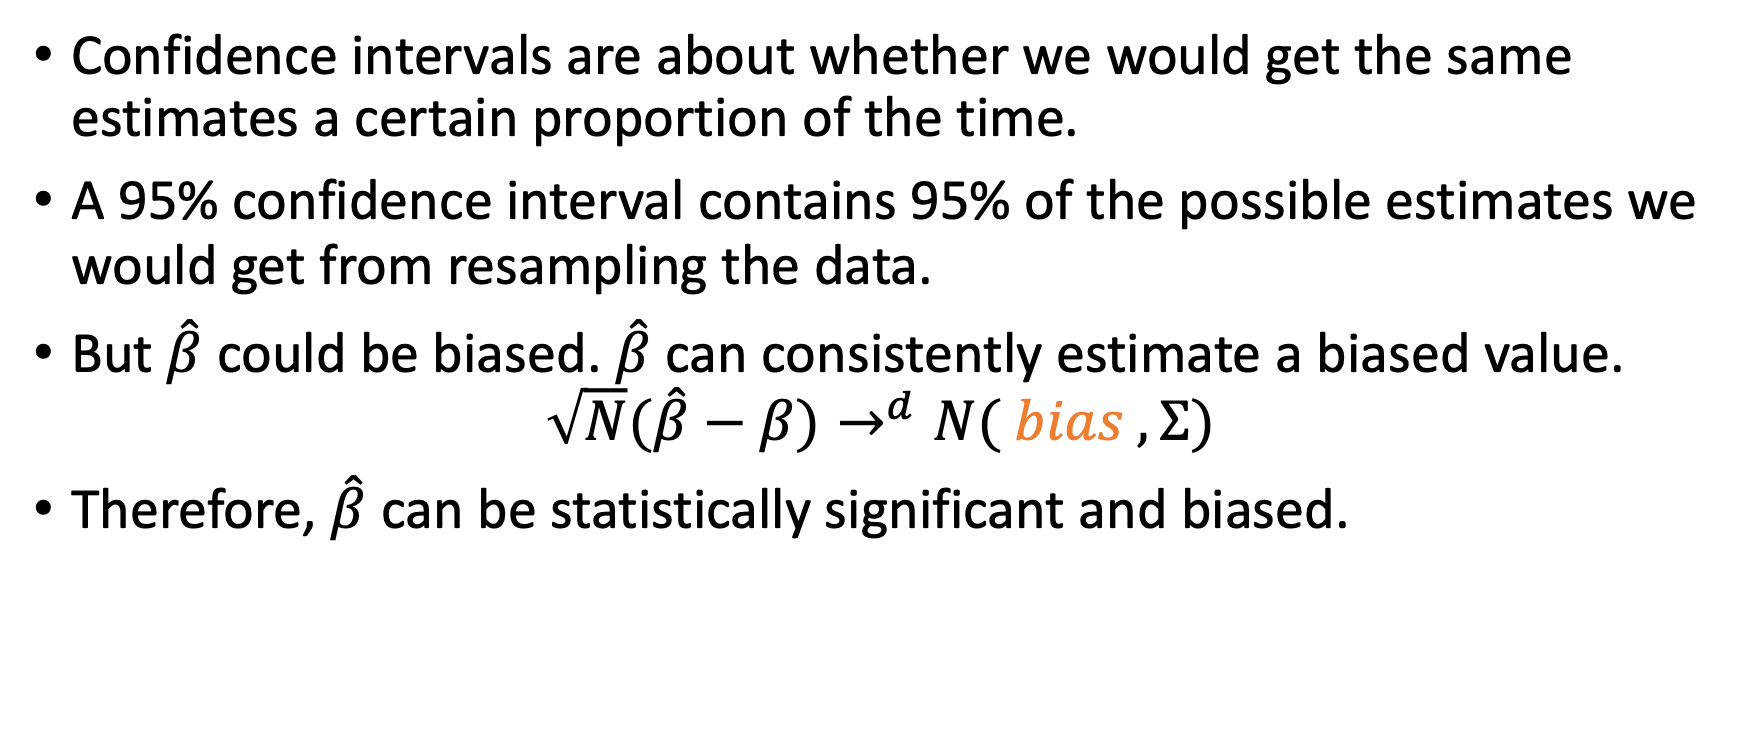 • Confidence intervals are about whether we would get the same
estimates a certain proportion of the time.
• A 95% confidence interval contains 95% of the possible estimates we
would get from resampling the data.
• But β̂ could be biased. β̂ can consistently estimate a biased value.
√N(β̂ − β) →ᵈ N( bias , Σ)
• Therefore, β̂ can be statistically significant and biased.